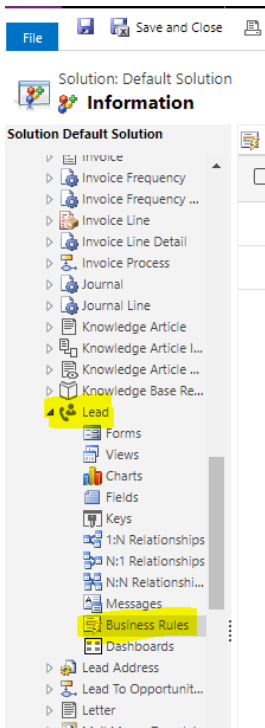 File
Save and Close
Solution: Default Solution
Information
Solution Default Solution
Invoice
Invoice Frequency
Invoice Frequency ...
Invoice Line
Invoice Line Detail
Invoice Process
Journal
Journal Line
Knowledge Article
Knowledge Article I...
Knowledge Article ...
Knowledge Base Re...
Lead
Forms
Views
Charts
Fields
Keys
1:N Relationships
N:1 Relationships
N:N Relationshi...
Messages
Business Rules
Dashboards
Lead Address
Lead To Opportunit...
Letter